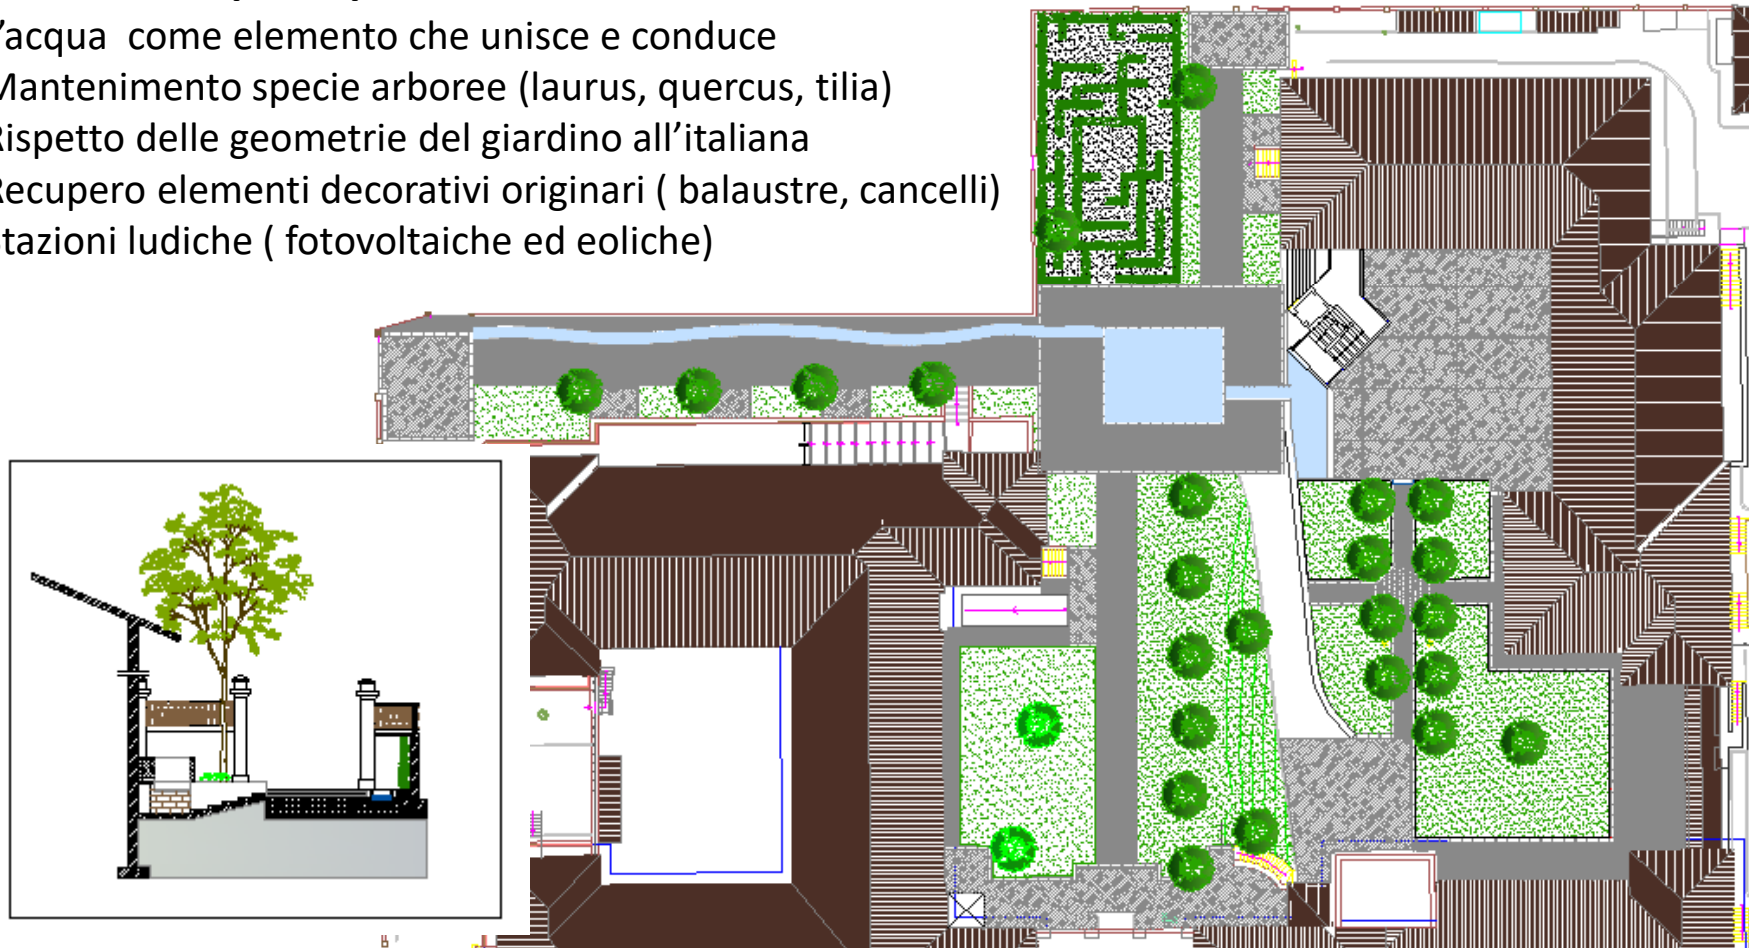 ’acqua come elemento che unisce e conduce
Mantenimento specie arboree (laurus, quercus, tilia)
Rispetto delle geometrie del giardino all’italiana
Recupero elementi decorativi originari ( balaustre, cancelli)
tazioni ludiche ( fotovoltaiche ed eoliche)